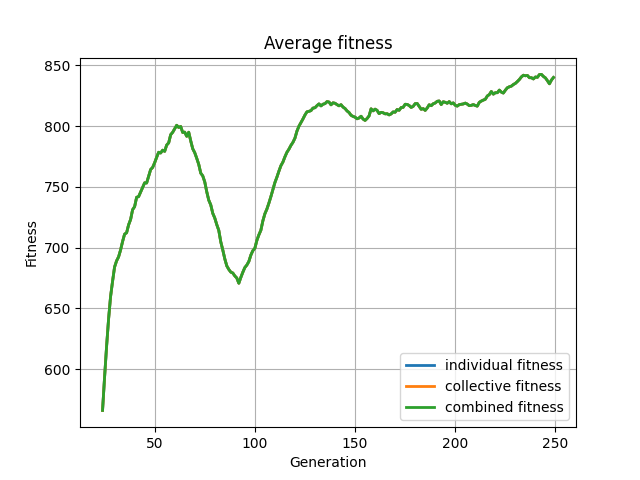 Average fitness
Fitness
850
800
750
700
650
600
50 100 150 200 250
Generation
individual fitness
collective fitness
combined fitness